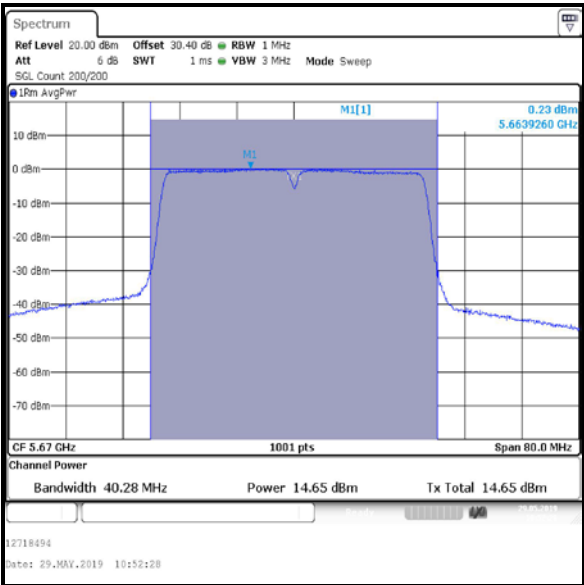 Spectrum
Ref Level 20.00 dBm Offset 30.40 dB RBW 1 MHz
Att 6 dB SWT 1 ms VBW 3 MHz Mode Sweep
SGL Count 200/200
1Rm AvgPwr
M1[1] 0.23 dBm
5.6639260 GHz
10 dBm
M1
0 dBm
-10 dBm
-20 dBm
-30 dBm
-40 dBm
-50 dBm
-60 dBm
-70 dBm
CF 5.67 GHz 1001 pts Span 80.0 MHz
Channel Power
Bandwidth 40.28 MHz Power 14.65 dBm Tx Total 14.65 dBm
12718494
Date: 29.MAY.2019 10:52:28